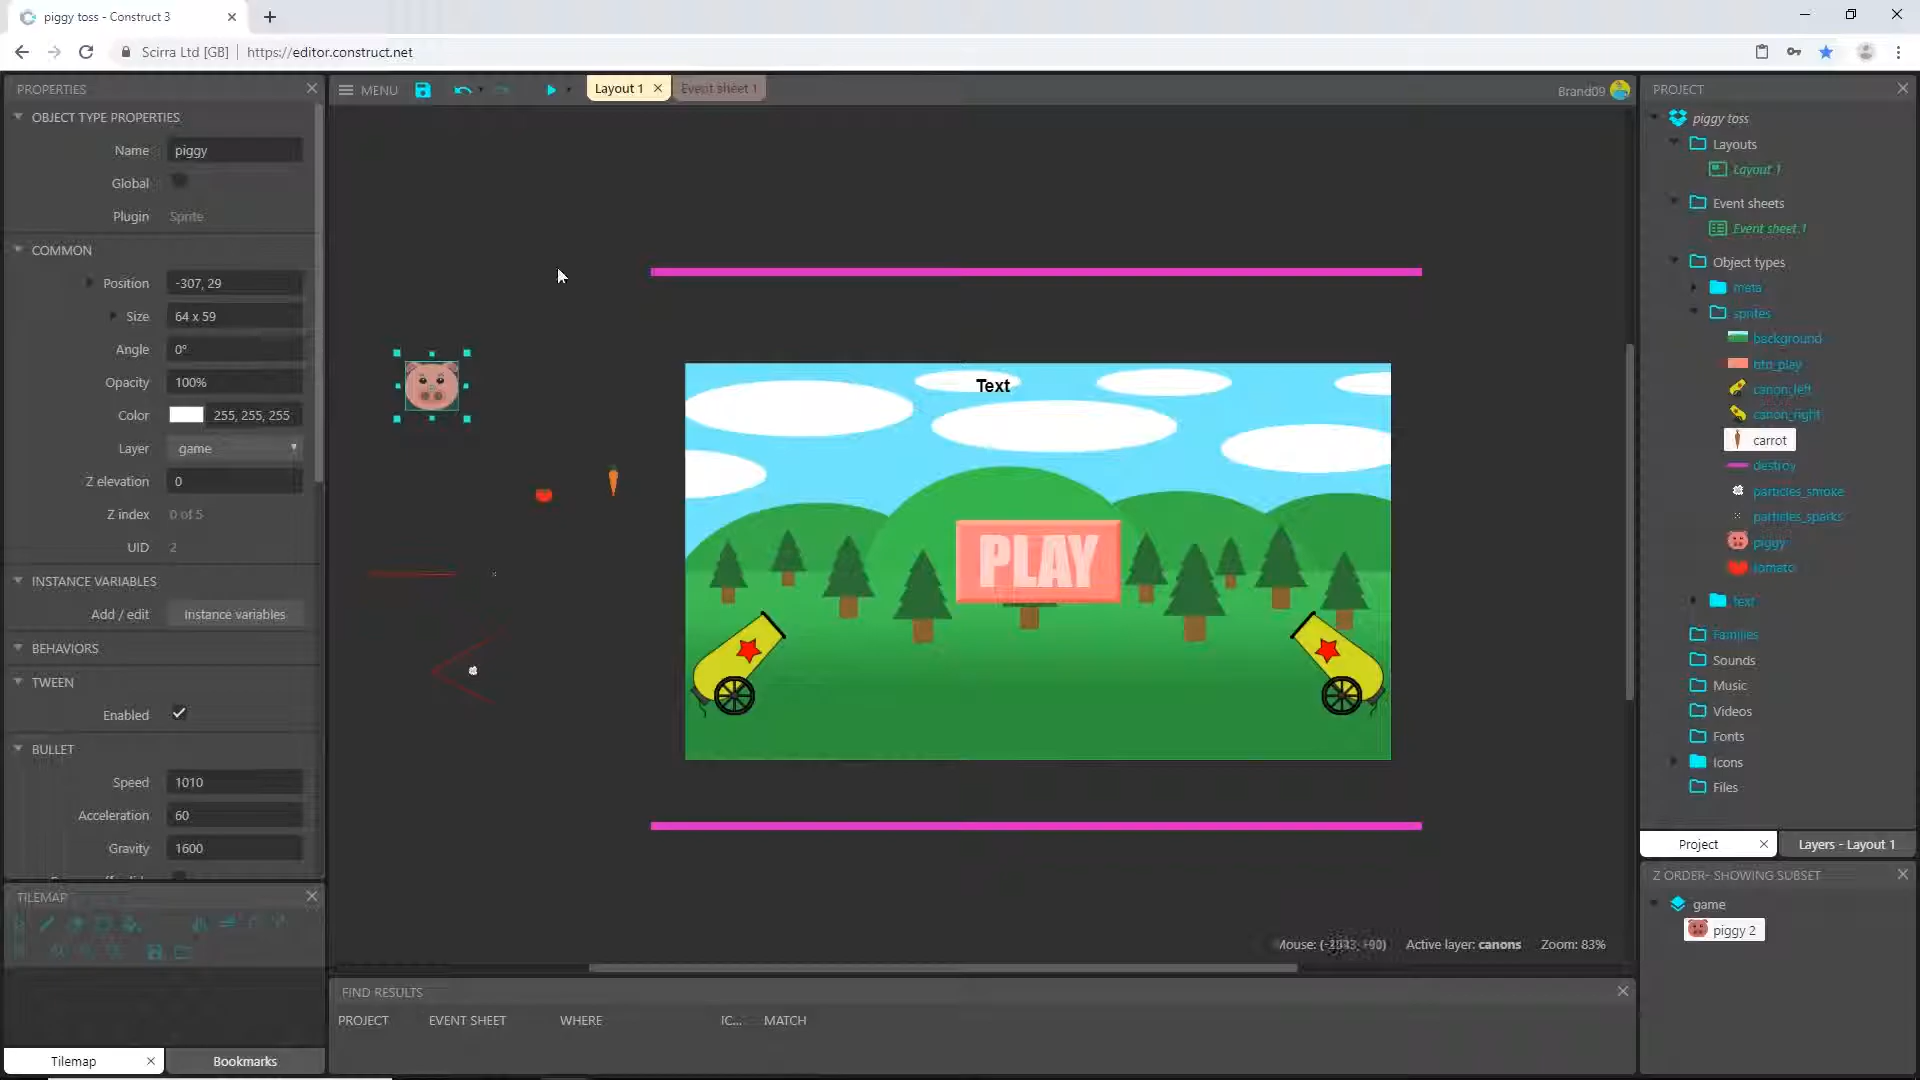 piggy toss - Construct 3
Scirra Ltd [GB] https://editor.construct.net
PROPERTIES
OBJECT TYPE PROPERTIES
Name piggy
Global
Plugin Sprite
COMMON
Position -307, 29
Size 64 x 59
Angle 0°
Opacity 100%
Color 255, 255, 255
Layer game
Z elevation 0
Z index 0 of 5
UID 2
INSTANCE VARIABLES
Add / edit Instance variables
BEHAVIORS
TWEEN
Enabled
BULLET
Speed 1010
Acceleration 60
Gravity 1600
TILEMAP
Tilemap Bookmarks
MENU Layout 1 Event sheet 1 Brand09
Text
PLAY
Mouse: Active layer: canons Zoom: 83%
FIND RESULTS
PROJECT EVENT SHEET WHERE IC... MATCH
PROJECT
piggy toss
Layouts
Layout 1
Event sheets
Event sheet 1
Object types
meta
sprites
background
btn_play
canon_left
canon_right
carrot
destroy
particles_smoke
particles_sparks
piggy
tomato
text
Families
Sounds
Music
Videos
Fonts
Icons
Files
Project Layers - Layout 1
Z ORDER- SHOWING SUBSET
game
piggy 2